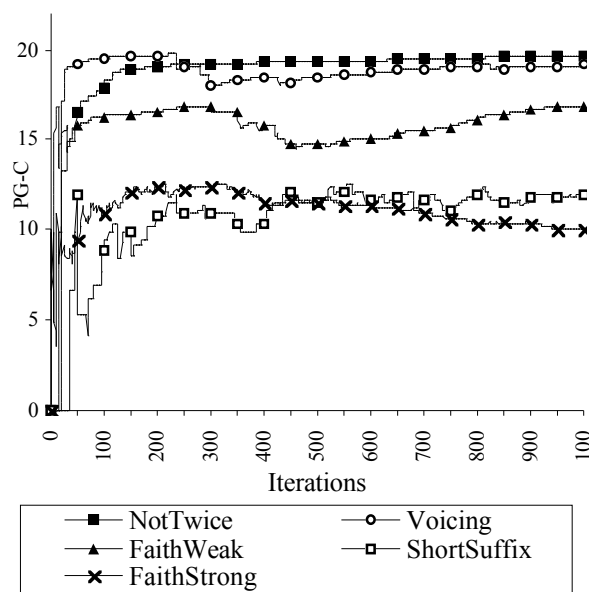 20
15
PG-C
10
5
0
0 100 200 300 400 500 600 700 800 900 100
Iterations
NotTwice Voicing
FaithWeak ShortSuffix
FaithStrong